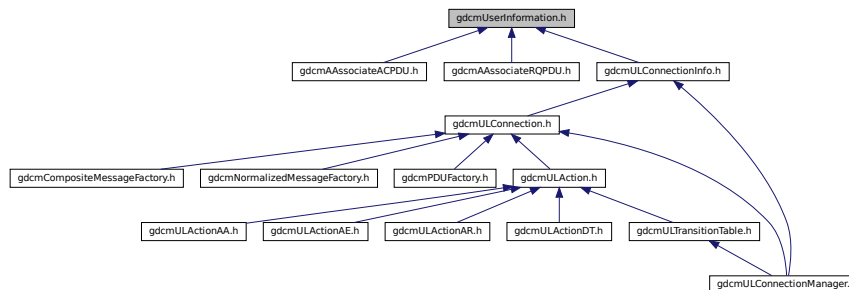 gdcmUserInformation.h
gdcmAAssociateACPDU.h
gdcmAAssociateRQPDU.h
gdcmULConnectionInfo.h
gdcmULConnection.h
gdcmCompositeMessageFactory.h
gdcmNormalizedMessageFactory.h
gdcmPDUFactory.h
gdcmULAction.h
gdcmULActionAA.h
gdcmULActionAE.h
gdcmULActionAR.h
gdcmULActionDT.h
gdcmULTransitionTable.h
gdcmULConnectionManager.